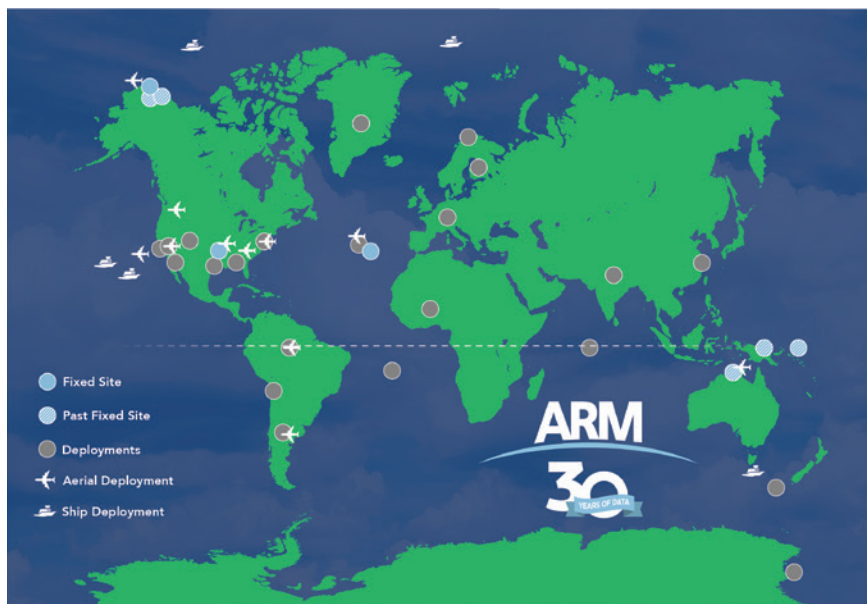 Fixed Site
Past Fixed Site
Deployments
Aerial Deployment
Ship Deployment
ARM
30
YEARS OF DATA